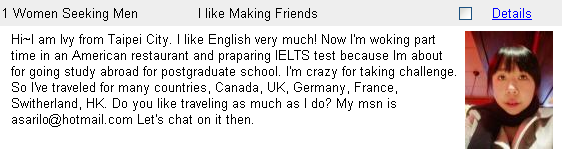 1 Women Seeking Men I like Making Friends Details
Hi~I am Ivy from Taipei City. I like English very much! Now I'm woking part
time in an American restaurant and praparing IELTS test because Im about
for going study abroad for postgraduate school. I'm crazy for taking challenge.
So I've traveled for many countries, Canada, UK, Germany, France,
Switherland, HK. Do you like traveling as much as I do? My msn is
asarilo@hotmail.com Let's chat on it then.